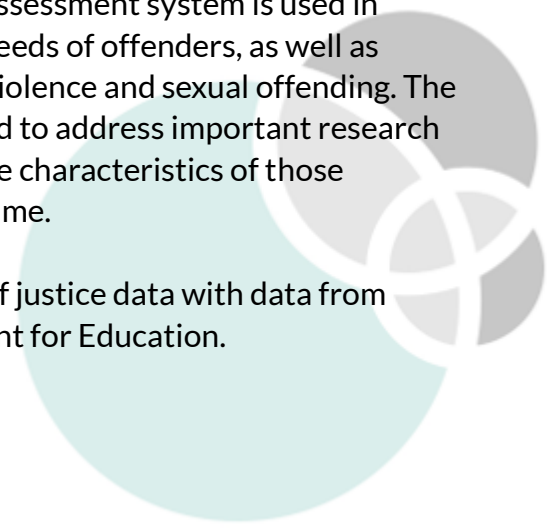 ssessment system is used in
eeds of offenders, as well as
iolence and sexual offending. The
d to address important research
e characteristics of those
me.
f justice data with data from
nt for Education.